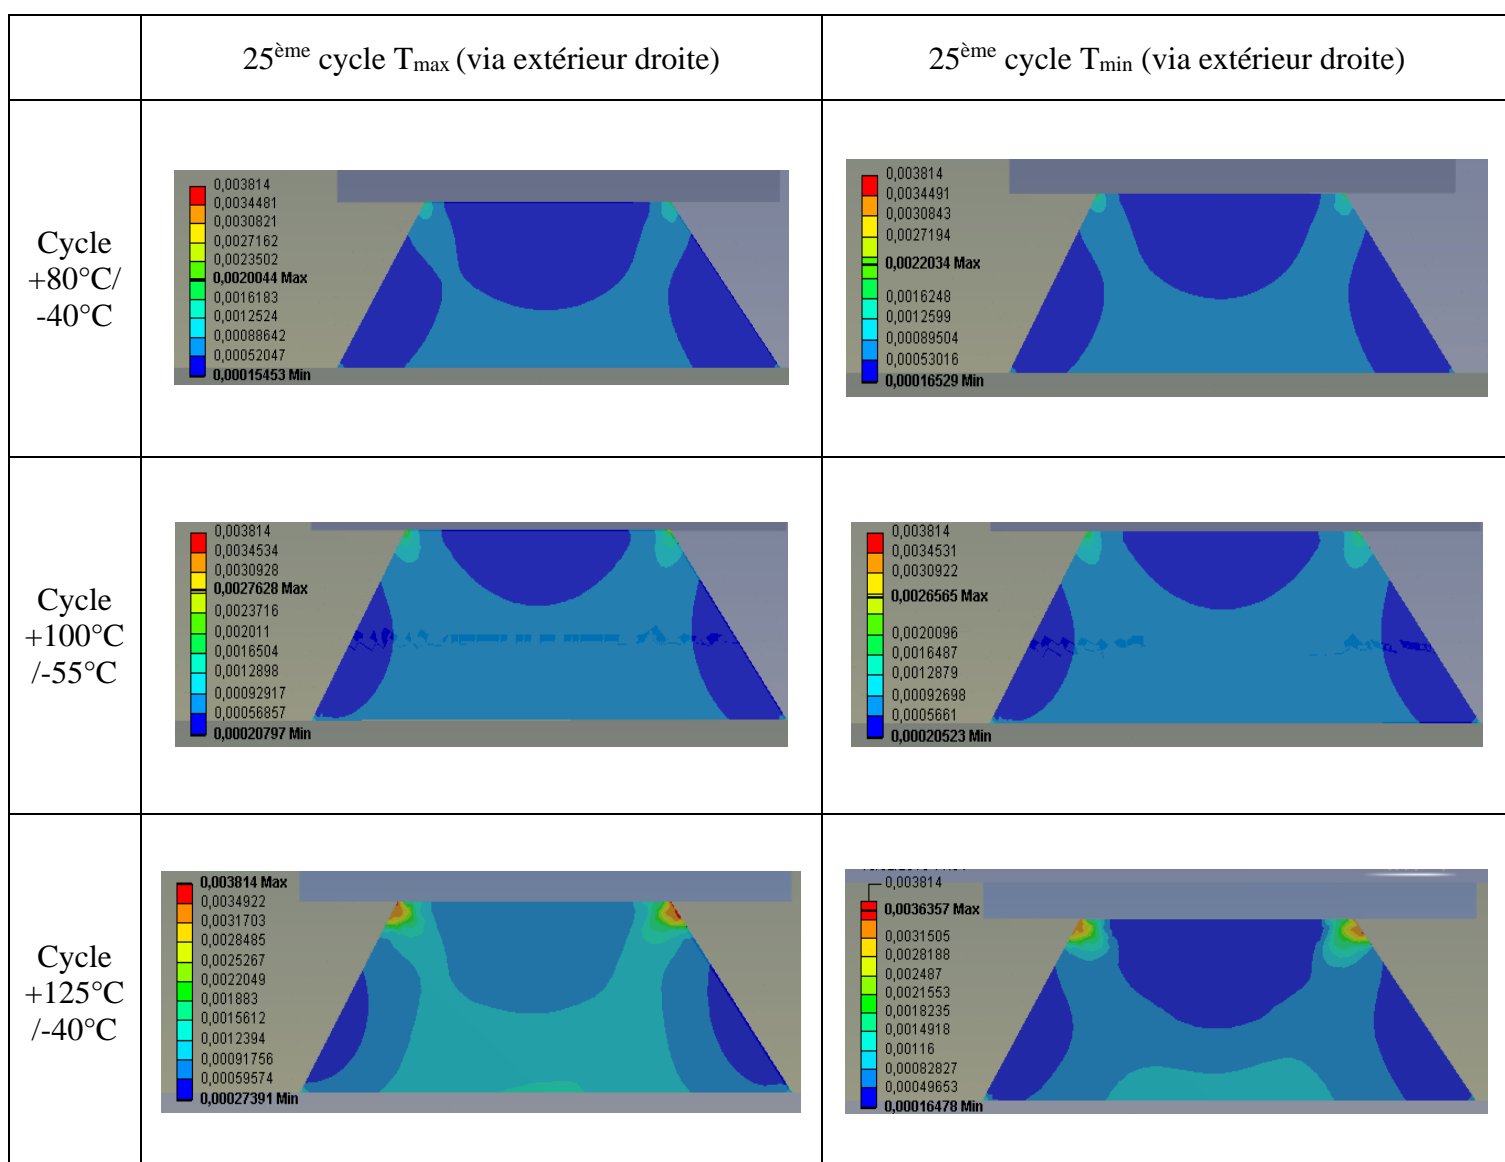 25ème cycle Tmax (via extérieur droite)
25ème cycle Tmin (via extérieur droite)
Cycle
+80°C/
-40°C
0,003814
0,0034481
0,0030821
0,0027162
0,0023502
0,0020044 Max
0,0016183
0,0012524
0,00088642
0,00052047
0,00015453 Min
0,003814
0,0034491
0,0030843
0,0027194
0,0022034 Max
0,0016248
0,0012599
0,00089504
0,00053016
0,00016529 Min
Cycle
+100°C
/-55°C
0,003814
0,0034534
0,0030928
0,0027628 Max
0,0023716
0,002011
0,0016504
0,0012898
0,00092917
0,00056857
0,00020797 Min
0,003814
0,0034531
0,0030922
0,0026565 Max
0,0020096
0,0016487
0,0012879
0,00092698
0,0005661
0,00020523 Min
Cycle
+125°C
/-40°C
0,003814 Max
0,0034922
0,0031703
0,0028485
0,0025267
0,0022049
0,001883
0,0015612
0,0012394
0,00091756
0,00059574
0,00027391 Min
0,003814
0,0036357 Max
0,0031505
0,0028188
0,002487
0,0021553
0,0018235
0,0014918
0,00116
0,00082827
0,00049653
0,00016478 Min